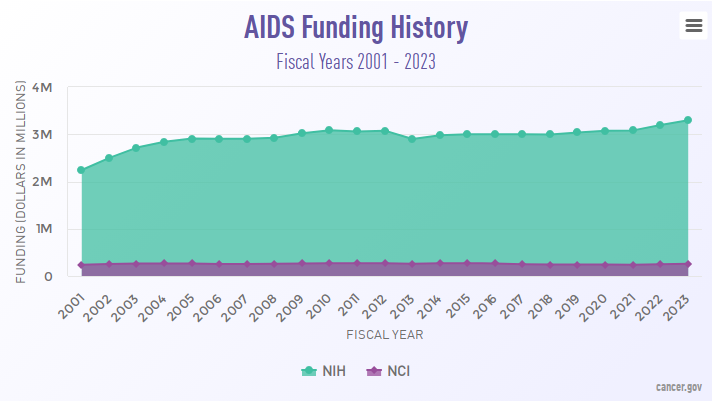 AIDS Funding History
Fiscal Years 2001 - 2023
FUNDING (DOLLARS IN MILLIONS)
4M
3M
2M
1M
0
2001 2002 2003 2004 2005 2006 2007 2008 2009 2010 2011 2012 2013 2014 2015 2016 2017 2018 2019 2020 2021 2022 2023
FISCAL YEAR
NIH NCI
cancer.gov